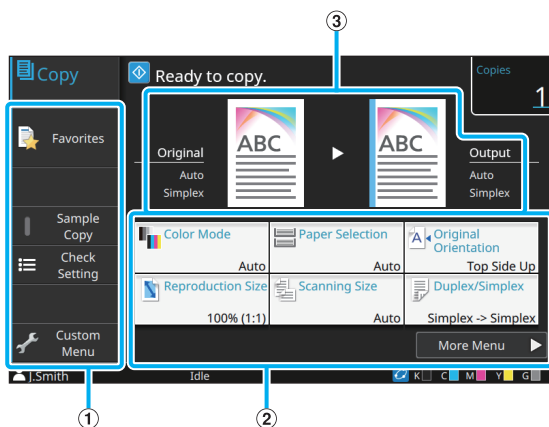 ③
Copy
Ready to copy.
Copies
1
Favorites
Sample
Copy
Check
Setting
Custom
Menu
Original
Auto
Simplex
ABC
ABC
Output
Auto
Simplex
Color Mode
Auto
Paper Selection
Auto
A
Original
Orientation
Top Side Up
Reproduction Size
100% (1:1)
Scanning Size
Auto
Duplex/Simplex
Simplex -> Simplex
More Menu
J.Smith
Idle
K C M Y G
① ②